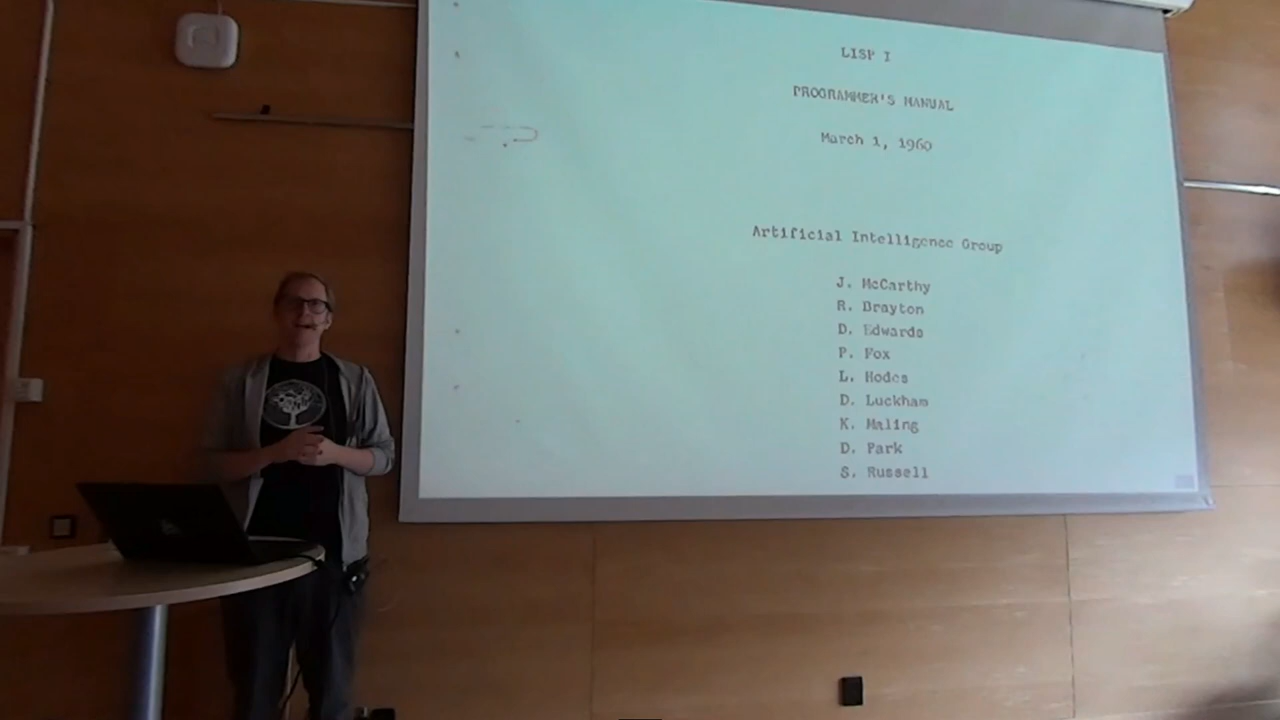 LISP I
PROGRAMMER'S MANUAL
March 1, 1960
Artificial Intelligence Group
J. McCarthy
R. Brayton
D. Edwards
P. Fox
L. Hodes
D. Luckham
K. Maling
D. Park
S. Russell